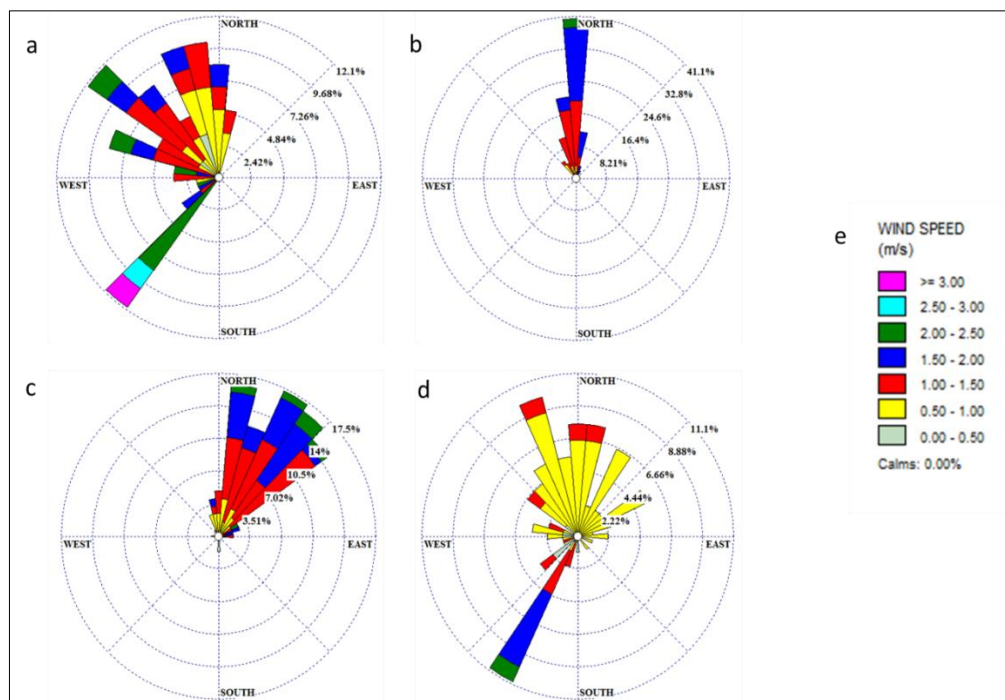 a
NORTH
12.1%
9.68%
7.26%
4.84%
2.42%
WEST
EAST
SOUTH
b
NORTH
41.1%
32.8%
24.6%
16.4%
8.21%
WEST
EAST
SOUTH
c
NORTH
17.5%
14%
10.5%
7.02%
3.51%
WEST
EAST
SOUTH
d
NORTH
11.1%
8.88%
6.66%
4.44%
2.22%
WEST
EAST
SOUTH
e
WIND SPEED
(m/s)
>= 3.00
2.50 - 3.00
2.00 - 2.50
1.50 - 2.00
1.00 - 1.50
0.50 - 1.00
0.00 - 0.50
Calms: 0.00%